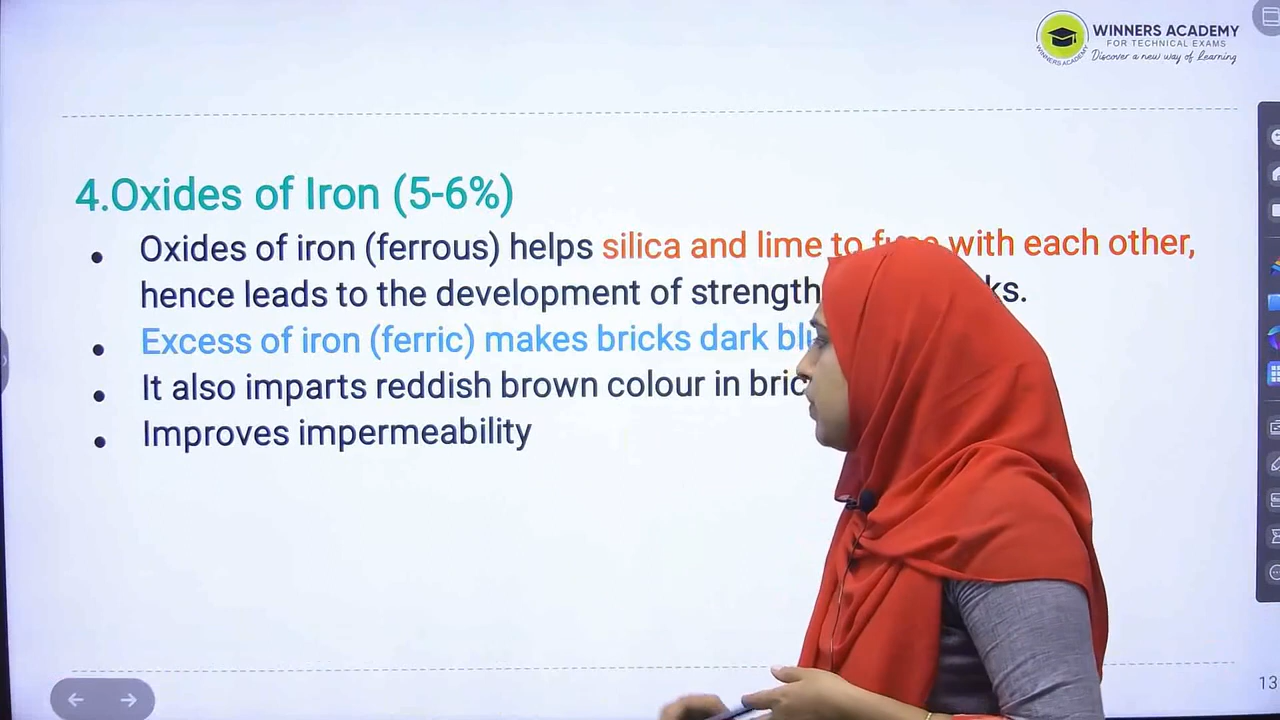 WINNERS ACADEMY
FOR TECHNICAL EXAMS
Discover a new way of Learning
WINNERS ACADEMY
4.Oxides of Iron (5-6%)
• Oxides of iron (ferrous) helps silica and lime to with each other,
hence leads to the development of strength
• Excess of iron (ferric) makes bricks dark
• It also imparts reddish brown colour in
• Improves impermeability
13